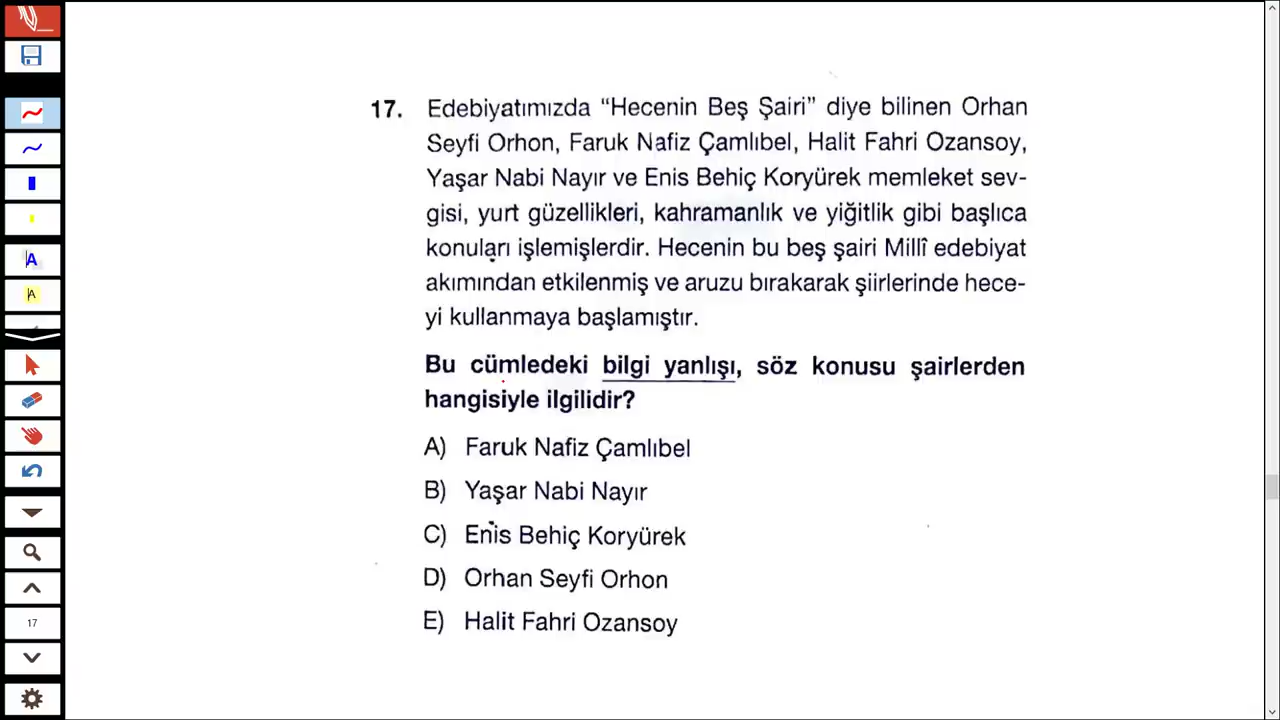 17. Edebiyatımızda “Hecenin Beş Şairi” diye bilinen Orhan
Seyfi Orhon, Faruk Nafiz Çamlıbel, Halit Fahri Ozansoy,
Yaşar Nabi Nayır ve Enis Behiç Koryürek memleket sev-
gisi, yurt güzellikleri, kahramanlık ve yiğitlik gibi başlıca
konuları işlemişlerdir. Hecenin bu beş şairi Millî edebiyat
akımından etkilenmiş ve aruzu bırakarak şiirlerinde hece-
yi kullanmaya başlamıştır.
Bu cümledeki bilgi yanlışı, söz konusu şairlerden
hangisiyle ilgilidir?
A) Faruk Nafiz Çamlıbel
B) Yaşar Nabi Nayır
C) Enis Behiç Koryürek
D) Orhan Seyfi Orhon
E) Halit Fahri Ozansoy
A
A
17